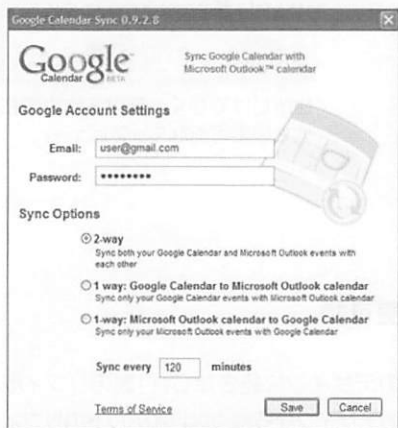 Google Calendar Sync 0.9.2.8
Google
Calendar BETA
Sync Google Calendar with
Microsoft Outlook™ calendar
Google Account Settings
Email: user@gmail.com
Password: ••••••••
Sync Options
2-way
Sync both your Google Calendar and Microsoft Outlook events with
each other
1 way: Google Calendar to Microsoft Outlook calendar
Sync only your Google Calendar events with Microsoft Outlook calendar
1-way: Microsoft Outlook calendar to Google Calendar
Sync only your Microsoft Outlook events with Google Calendar
Sync every 120 minutes
Terms of Service Save Cancel